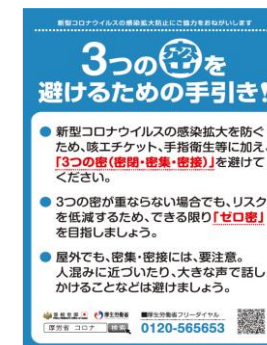 新型コロナウイルスの感染拡大防止にご協力をおねがいします
3つの密を
避けるための手引き!
● 新型コロナウイルスの感染拡大を防ぐ
ため、咳エチケット、手指衛生等に加え、
「3つの密(密閉・密集・密接)」を避けて
ください。
● 3つの密が重ならない場合でも、リスク
を低減するため、できる限り「ゼロ密」
を目指しましょう。
● 屋外でも、密集・密接には、要注意。
人混みに近づいたり、大きな声で話し
かけることなどは避けましょう。
首相官邸 厚生労働省 ■厚生労働省フリーダイヤル
厚労省 コロナ 検索 0120-565653